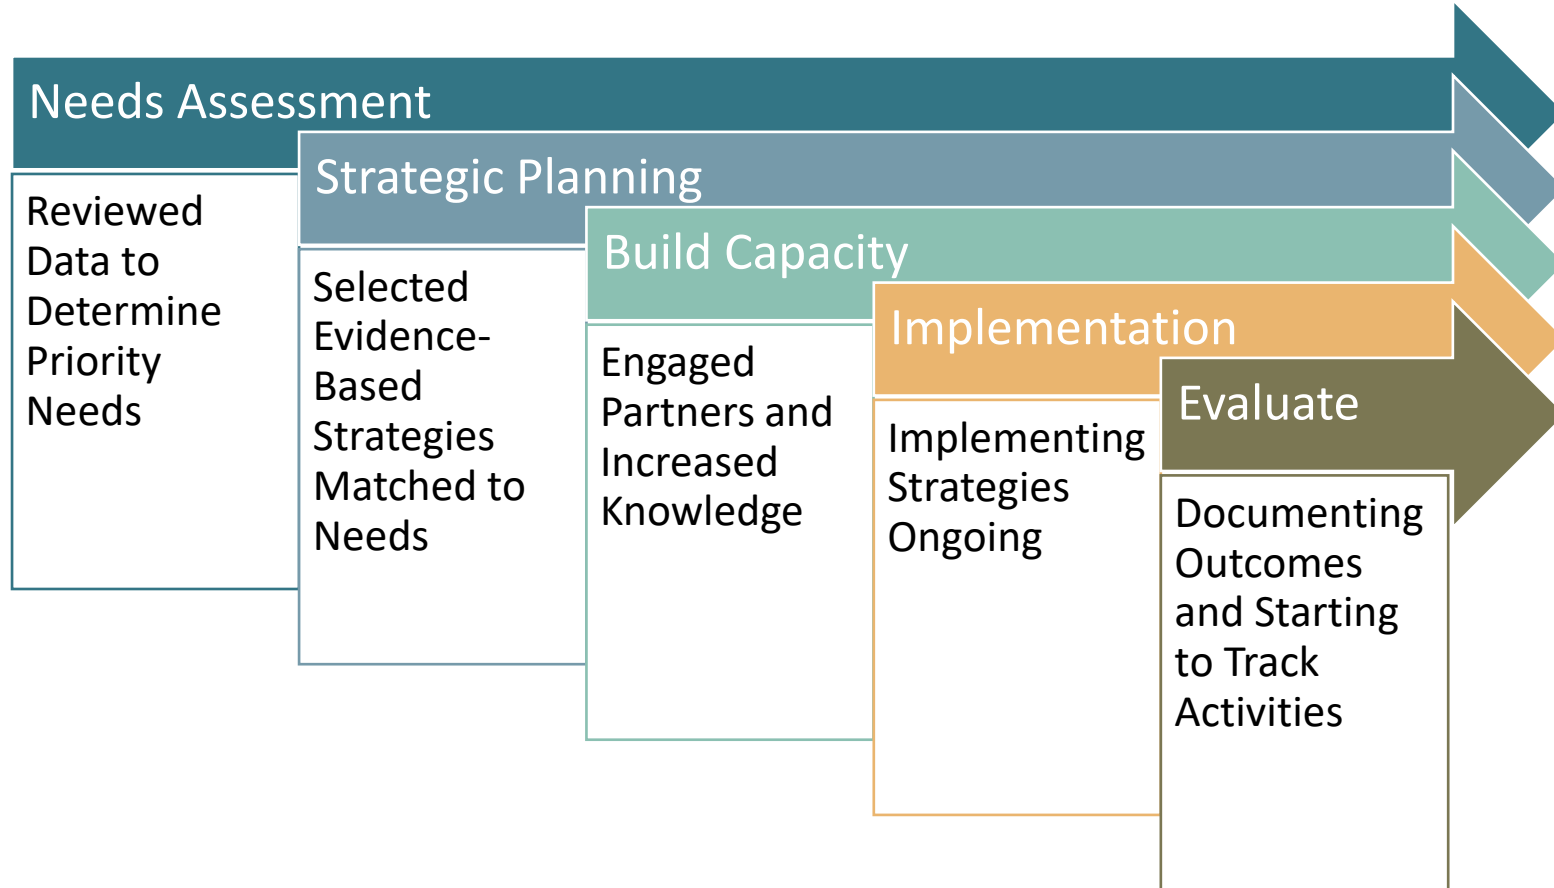 Needs Assessment
Reviewed
Data to
Determine
Priority
Needs
Strategic Planning
Selected
Evidence-
Based
Strategies
Matched to
Needs
Build Capacity
Engaged
Partners and
Increased
Knowledge
Implementation
Implementing
Strategies
Ongoing
Evaluate
Documenting
Outcomes
and Starting
to Track
Activities